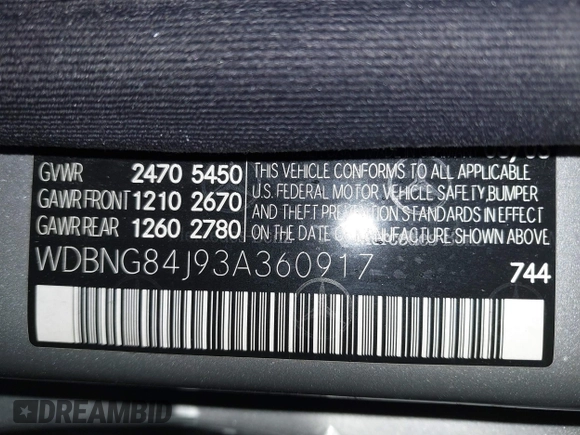 GVWR 2470 5450
GAWR FRONT 1210 2670
GAWR REAR 1260 2780
THIS VEHICLE CONFORMS TO ALL APPLICABLE
U.S. FEDERAL MOTOR VEHICLE SAFETY, BUMPER
AND THEFT PREVENTION STANDARDS IN EFFECT
ON THE DATE OF MANUFACTURE SHOWN ABOVE.
WDBNG84J93A360917
744
DREAMBID